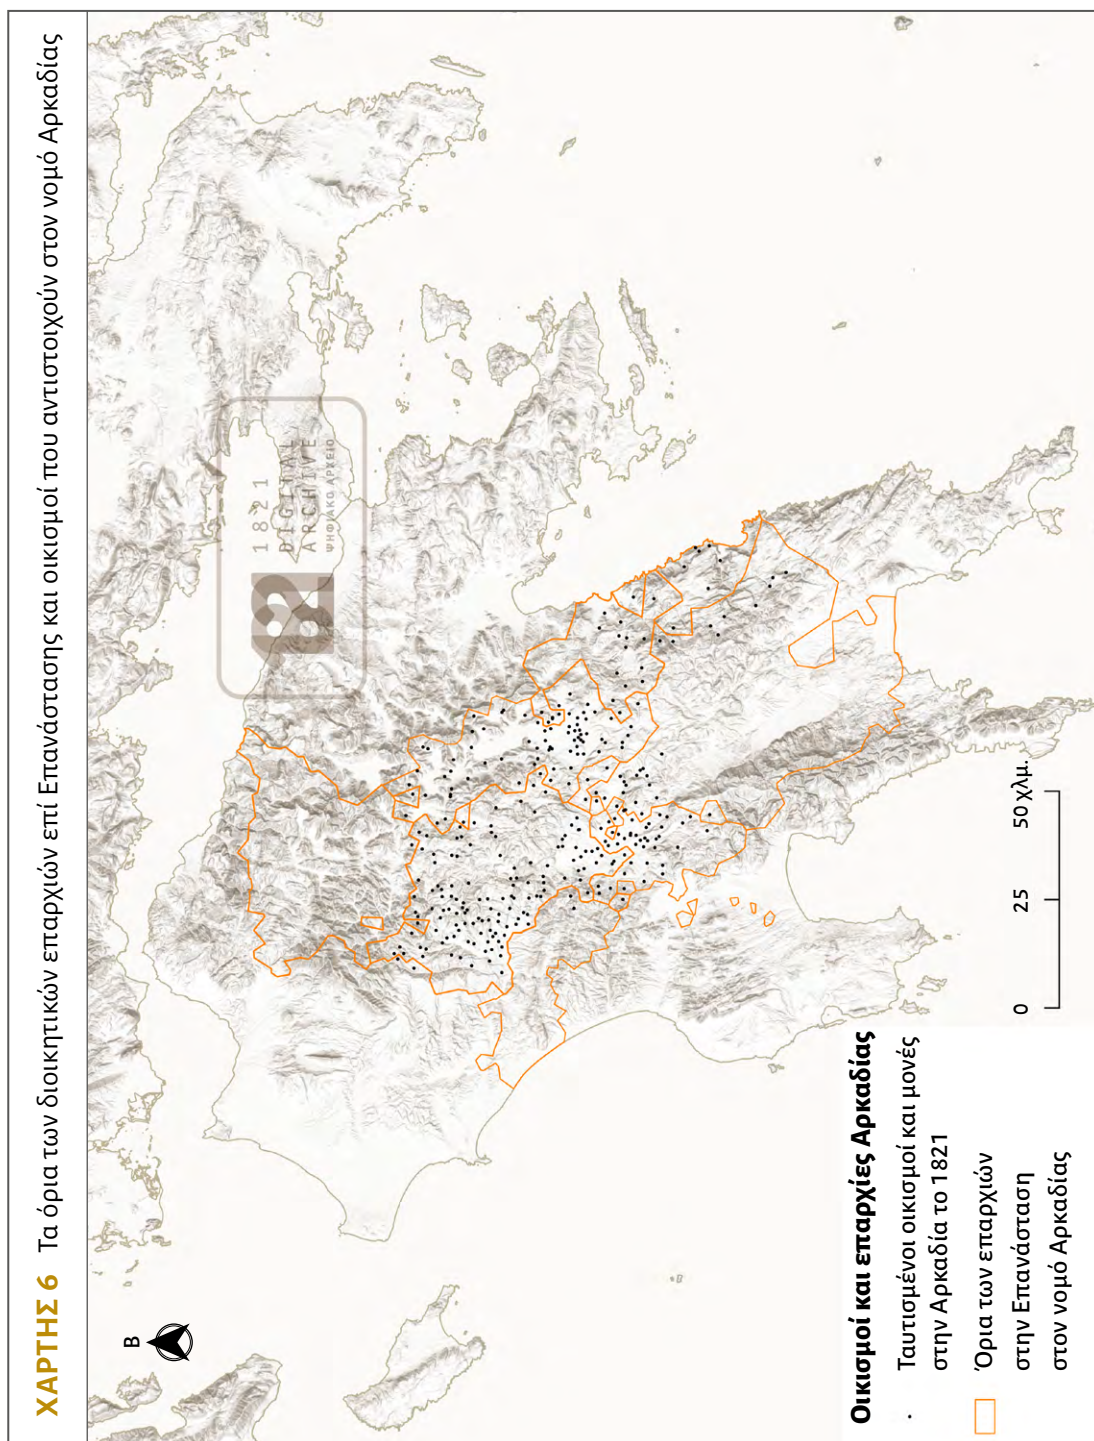 ΧΑΡΤΗΣ 6 Τα όρια των διοικητικών επαρχιών επί Επανάστασης και οικισμοί που αντιστοιχούν στον νομό Αρκαδίας
Β
1821
DIGITAL
ARCHIVE
ΨΗΦΙΑΚΟ ΑΡΧΕΙΟ
Οικισμοί και επαρχίες Αρκαδίας
Ταυτισμένοι οικισμοί και μονές
στην Αρκαδία το 1821
Όρια των επαρχιών
στην Επανάσταση
στον νομό Αρκαδίας
0 25 50 χλμ.